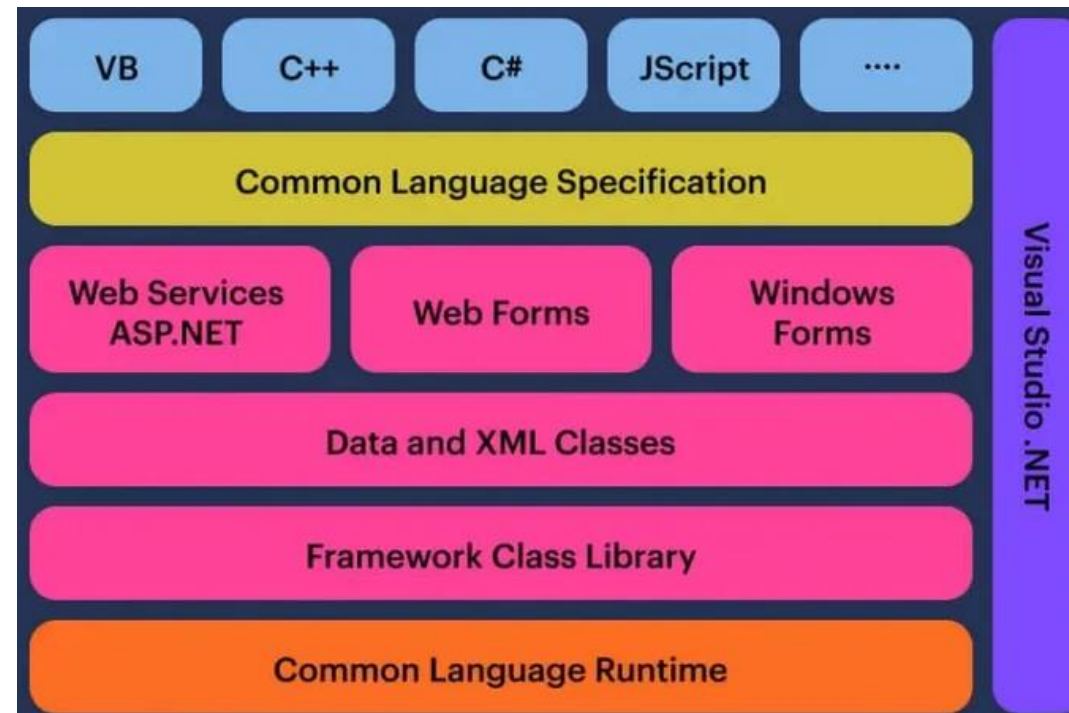 VB
C++
C#
JScript
....
Common Language Specification
Web Services
ASP.NET
Web Forms
Windows
Forms
Data and XML Classes
Framework Class Library
Common Language Runtime
Visual Studio .NET